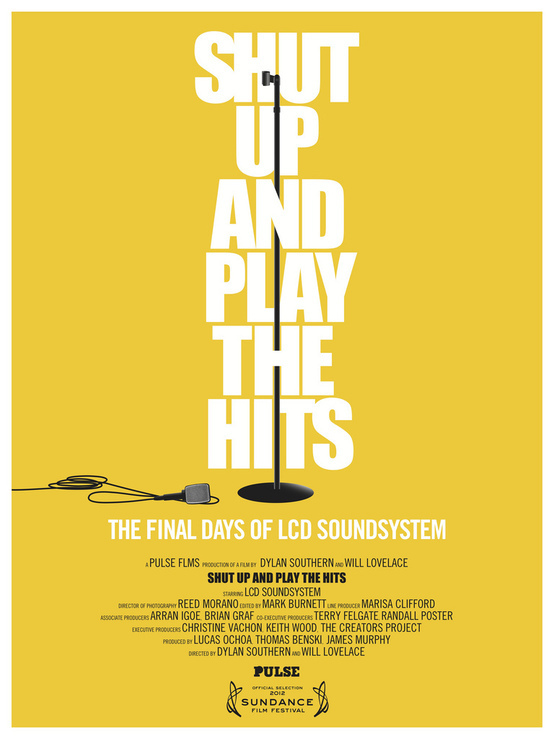 SHUT
UP
AND
PLAY
THE
HITS
THE FINAL DAYS OF LCD SOUNDSYSTEM
A PULSE FLMS PRODUCTION OF A FILM BY DYLAN SOUTHERN AND WILL LOVELACE
SHUT UP AND PLAY THE HITS
STARRING LCD SOUNDSYSTEM
DIRECTOR OF PHOTOGRAPHY REED MORANO EDITED BY MARK BURNETT LINE PRODUCER MARISA CLIFFORD
ASSOCIATE PRODUCERS ARRAN IGOE, BRIAN GRAF CO-EXECUTIVE PRODUCERS TERRY FELGATE, RANDALL POSTER
EXECUTIVE PRODUCERS CHRISTINE VACHON, KEITH WOOD, THE CREATORS PROJECT
PRODUCED BY LUCAS OCHOA, THOMAS BENSKI, JAMES MURPHY
DIRECTED BY DYLAN SOUTHERN AND WILL LOVELACE
PULSE
OFFICIAL SELECTION
2012
SUNDANCE
FILM FESTIVAL